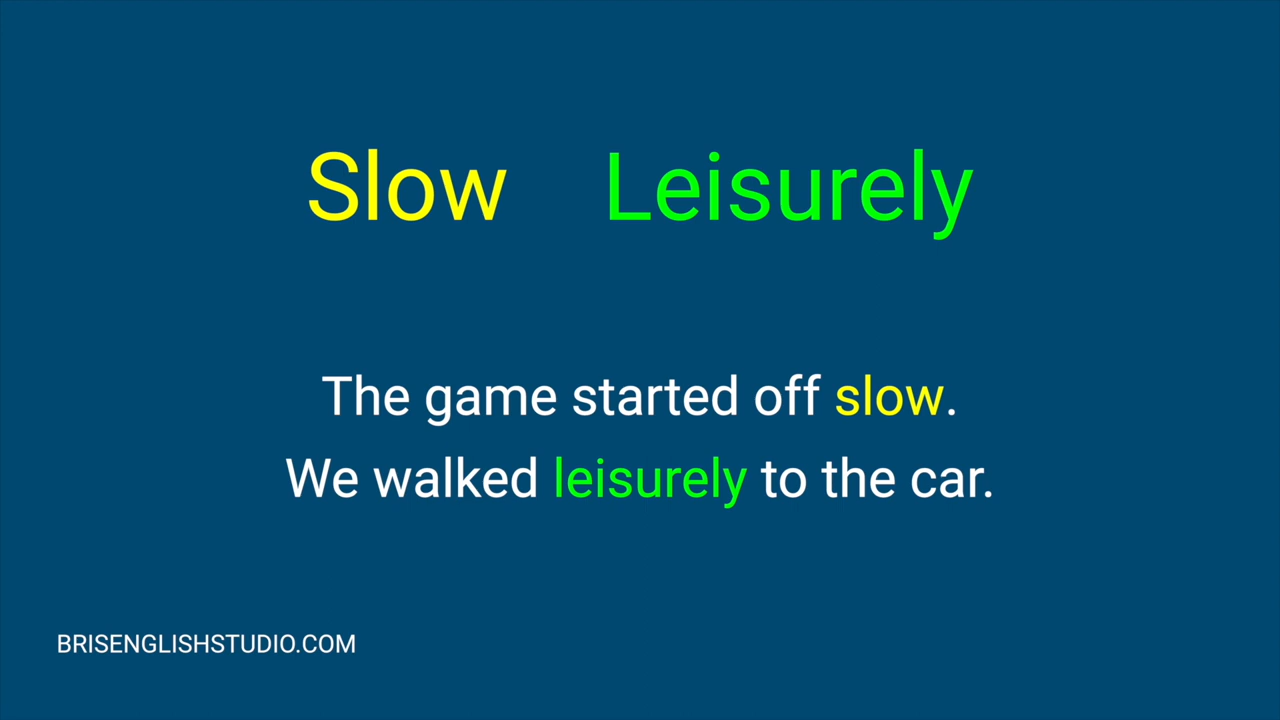 Slow Leisurely
The game started off slow.
We walked leisurely to the car.
BRISENGLISHSTUDIO.COM